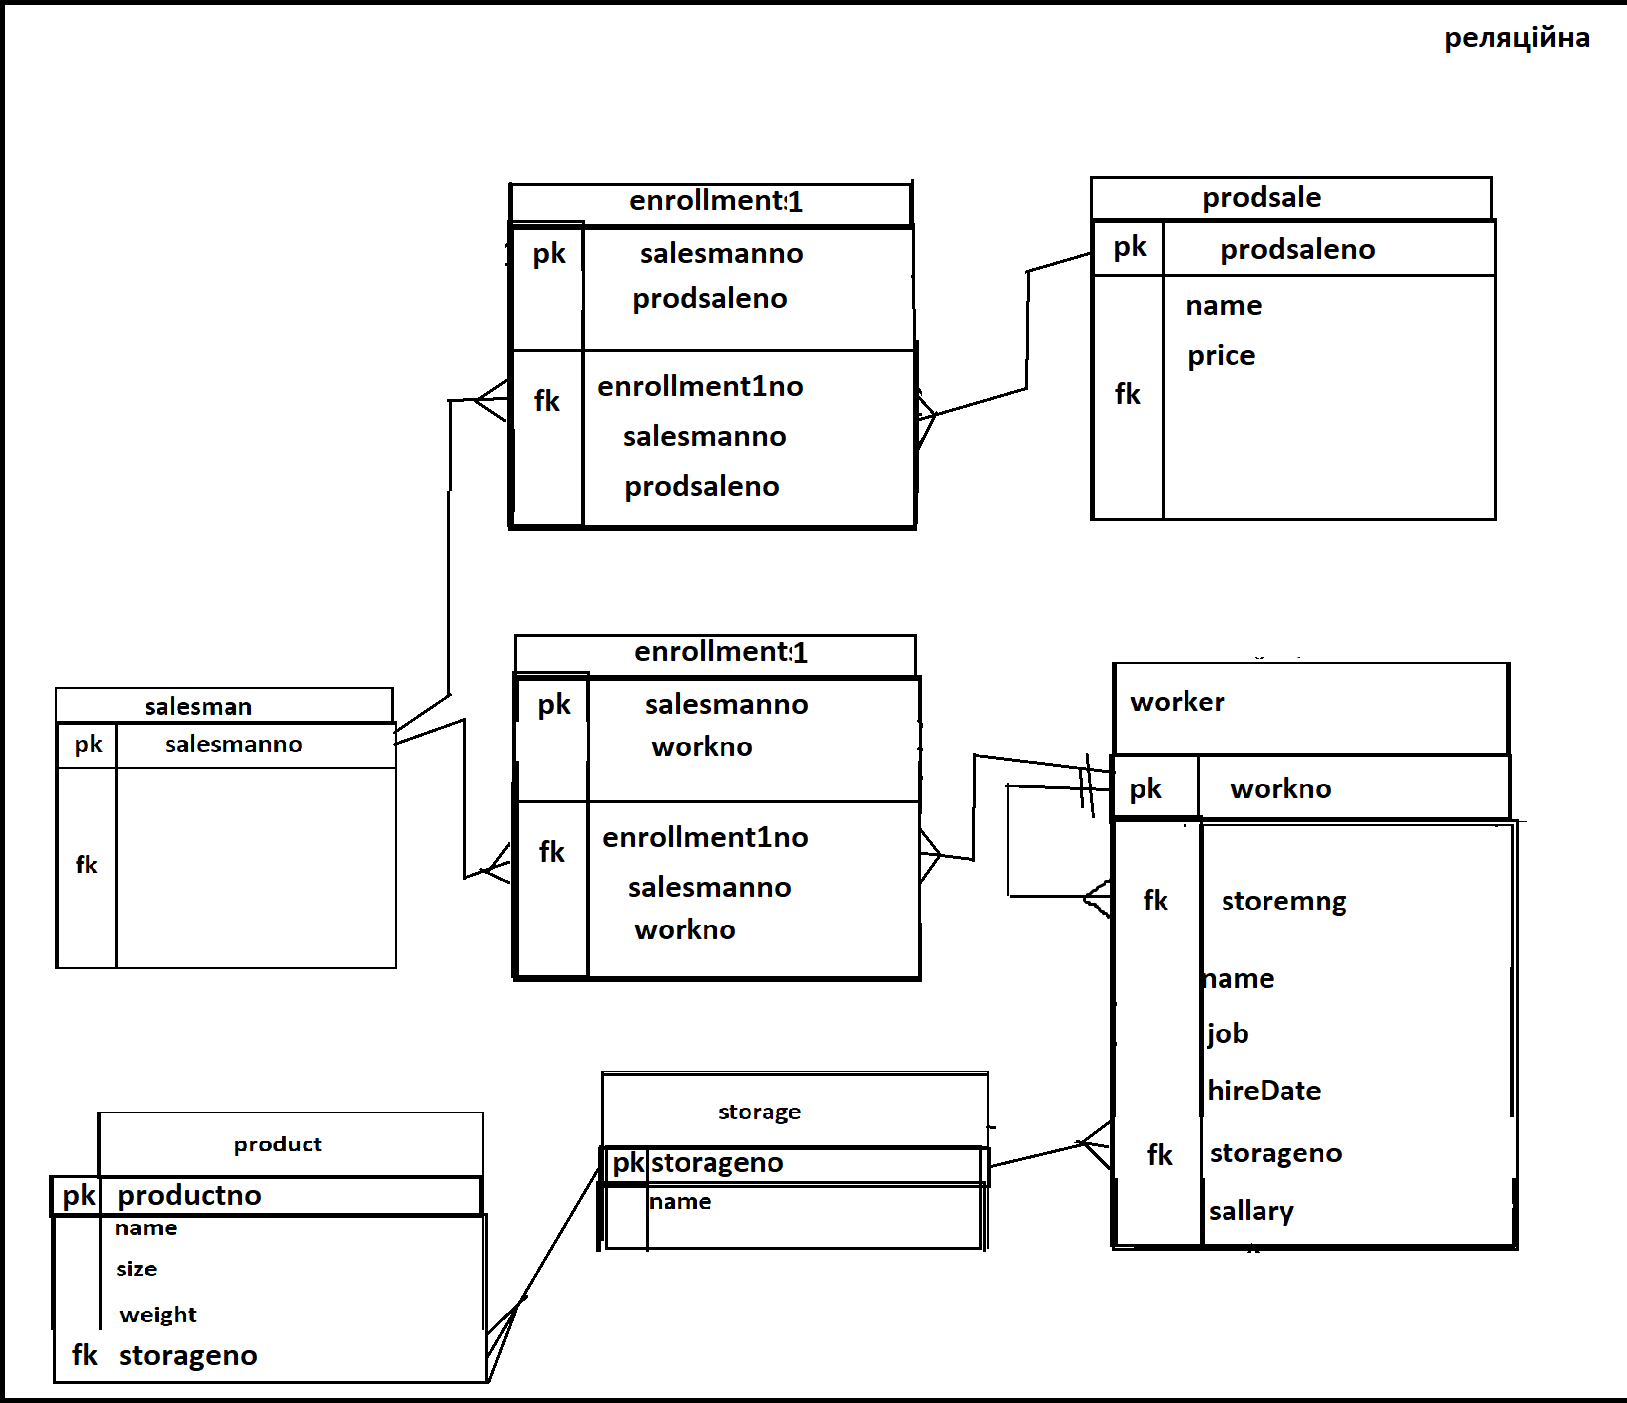 реляційна
enrollments1
pk salesmanno
prodsaleno
fk enrollment1no
salesmanno
prodsaleno
prodsale
pk prodsaleno
name
price
fk
salesman
pk salesmanno
fk
enrollments1
pk salesmanno
workno
fk enrollment1no
salesmanno
workno
worker
pk workno
fk storemng
name
job
hireDate
fk storageno
sallary
product
pk productno
name
size
weight
fk storageno
storage
pk storageno
name